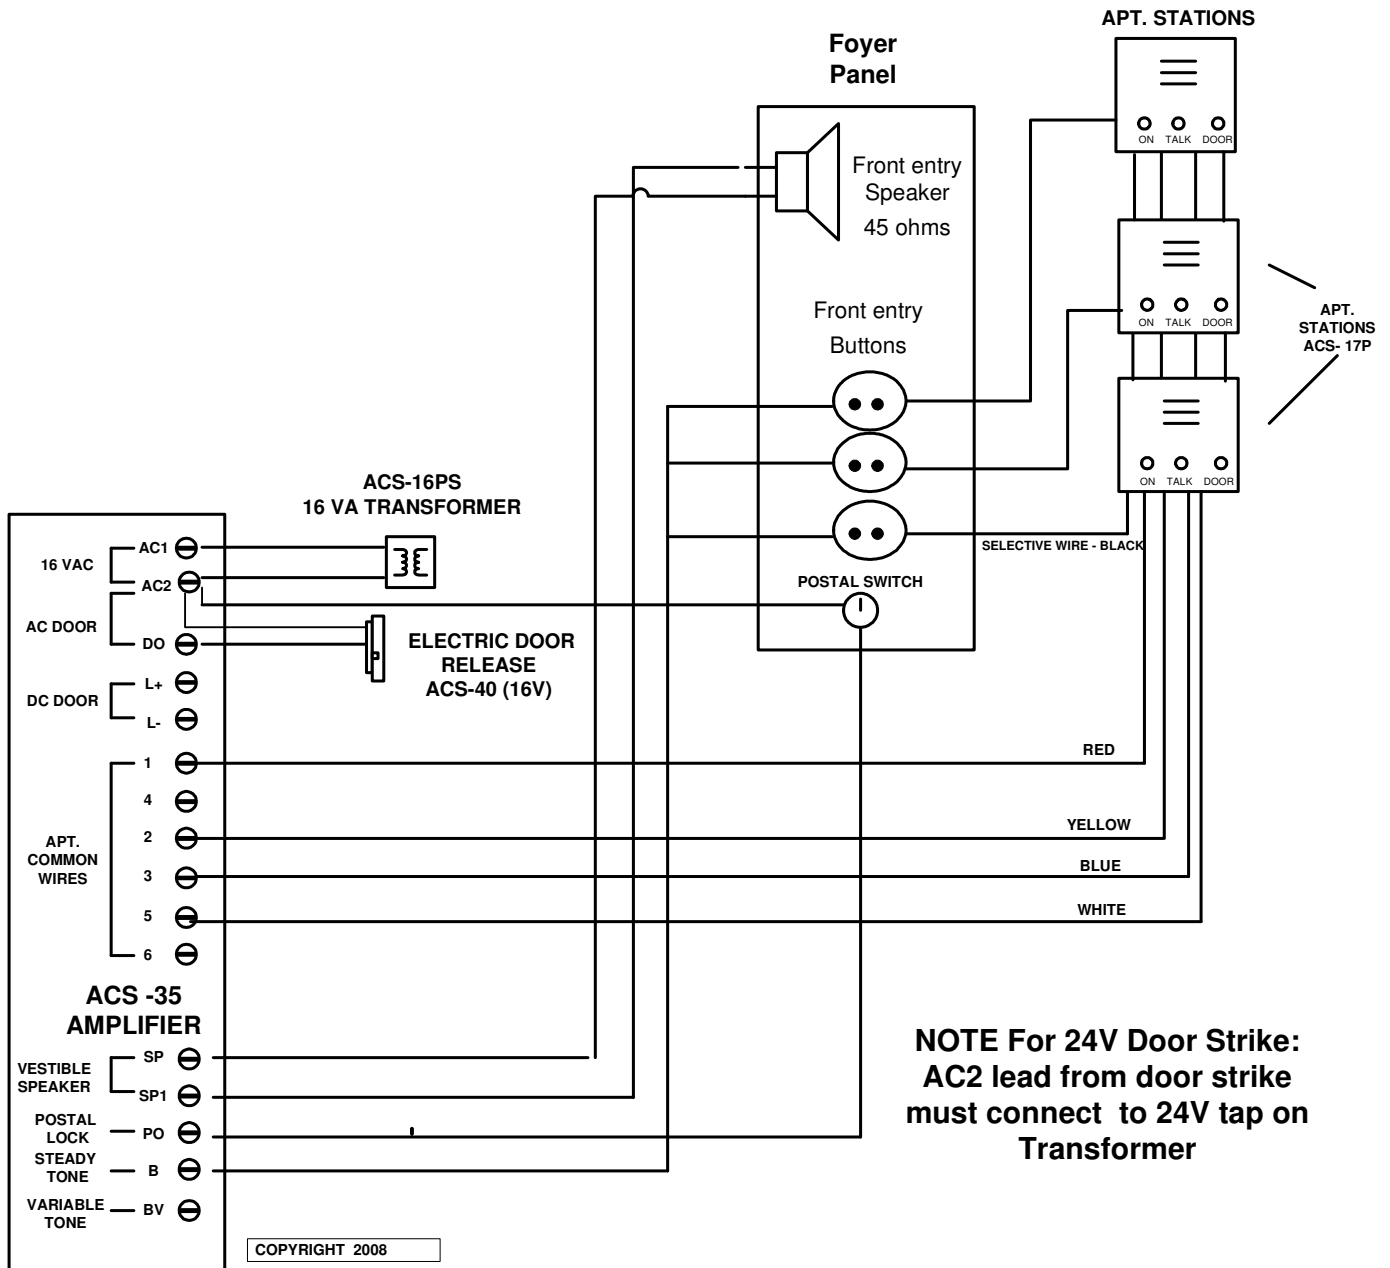 APT. STATIONS
Foyer
Panel
ON TALK DOOR
Front entry
Speaker
45 ohms
ON TALK DOOR
APT.
STATIONS
ACS- 17P
Front entry
Buttons
ON TALK DOOR
SELECTIVE WIRE - BLACK
POSTAL SWITCH
ACS-16PS
16 VA TRANSFORMER
16 VAC
AC1
AC2
AC DOOR
DO
ELECTRIC DOOR
RELEASE
ACS-40 (16V)
DC DOOR
L+
L-
1
4
2
3
5
6
APT.
COMMON
WIRES
RED
YELLOW
BLUE
WHITE
ACS -35
AMPLIFIER
VESTIBLE
SPEAKER
SP
SP1
POSTAL
LOCK
PO
STEADY
TONE
B
VARIABLE
TONE
BV
NOTE For 24V Door Strike:
AC2 lead from door strike
must connect to 24V tap on
Transformer
COPYRIGHT 2008